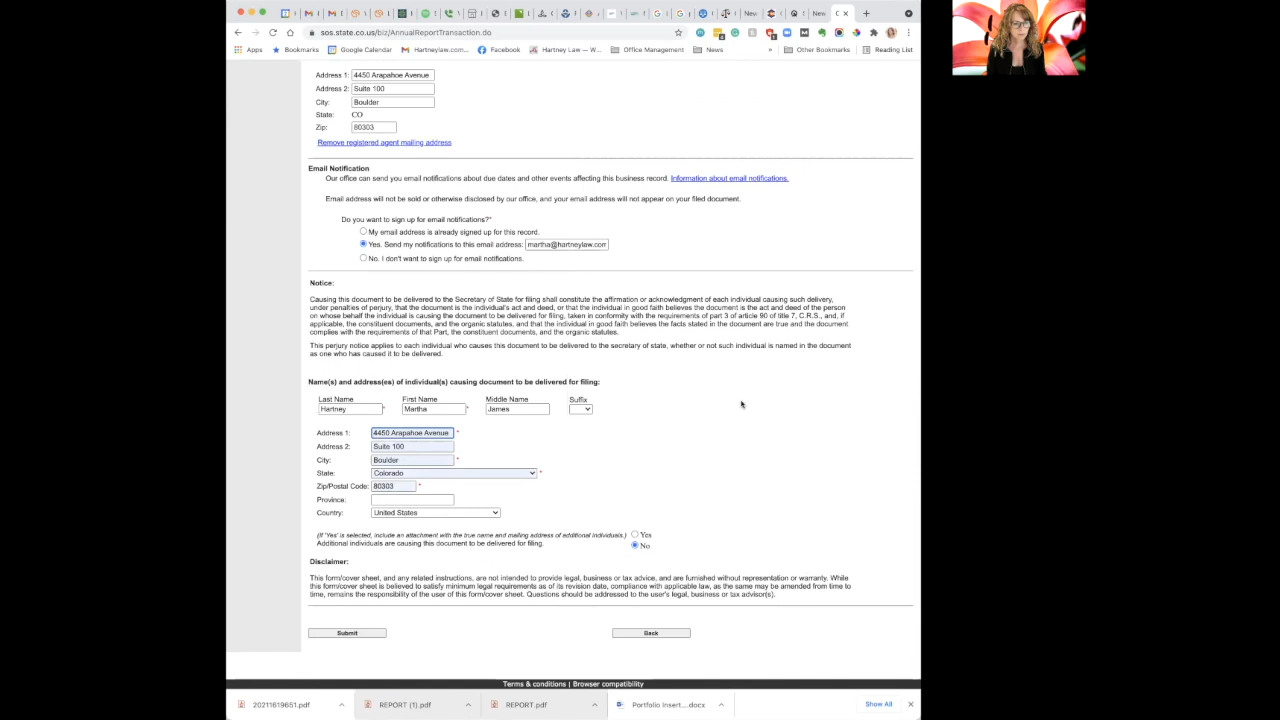 New
New
C
sos.state.co.us/biz/AnnualReportTransaction.do
Apps Bookmarks Google Calendar Hartneylaw.com... Facebook Hartney Law — W... Office Management News » Other Bookmarks Reading List
Address 1: 4450 Arapahoe Avenue
Address 2: Suite 100
City: Boulder
State: CO
Zip: 80303
Remove registered agent mailing address
Email Notification
Our office can send you email notifications about due dates and other events affecting this business record. Information about email notifications.
Email address will not be sold or otherwise disclosed by our office, and your email address will not appear on your filed document.
Do you want to sign up for email notifications?*
My email address is already signed up for this record.
Yes. Send my notifications to this email address: martha@hartneylaw.com
No. I don't want to sign up for email notifications.
Notice:
Causing this document to be delivered to the Secretary of State for filing shall constitute the affirmation or acknowledgment of each individual causing such delivery,
under penalties of perjury, that the document is the individual's act and deed, or that the individual in good faith believes the document is the act and deed of the person
on whose behalf the individual is causing the document to be delivered for filing, taken in conformity with the requirements of part 3 of article 90 of title 7, C.R.S., and, if
applicable, the constituent documents, and the organic statutes, and that the individual in good faith believes the facts stated in the document are true and the document
complies with the requirements of that Part, the constituent documents, and the organic statutes.
This perjury notice applies to each individual who causes this document to be delivered to the secretary of state, whether or not such individual is named in the document
as one who has caused it to be delivered.
Name(s) and address(es) of individual(s) causing document to be delivered for filing:
Last Name First Name Middle Name Suffix
Hartney * Martha * James
Address 1: 4450 Arapahoe Avenue *
Address 2: Suite 100
City: Boulder *
State: Colorado *
Zip/Postal Code: 80303 *
Province:
Country: United States
(If 'Yes' is selected, include an attachment with the true name and mailing address of additional individuals.) Yes
Additional individuals are causing this document to be delivered for filing. No
Disclaimer:
This form/cover sheet, and any related instructions, are not intended to provide legal, business or tax advice, and are furnished without representation or warranty. While
this form/cover sheet is believed to satisfy minimum legal requirements as of its revision date, compliance with applicable law, as the same may be amended from time to
time, remains the responsibility of the user of this form/cover sheet. Questions should be addressed to the user's legal, business or tax advisor(s).
Submit Back
Terms & conditions | Browser compatibility
20211619651.pdf REPORT (1).pdf REPORT.pdf Portfolio Insert....docx Show All